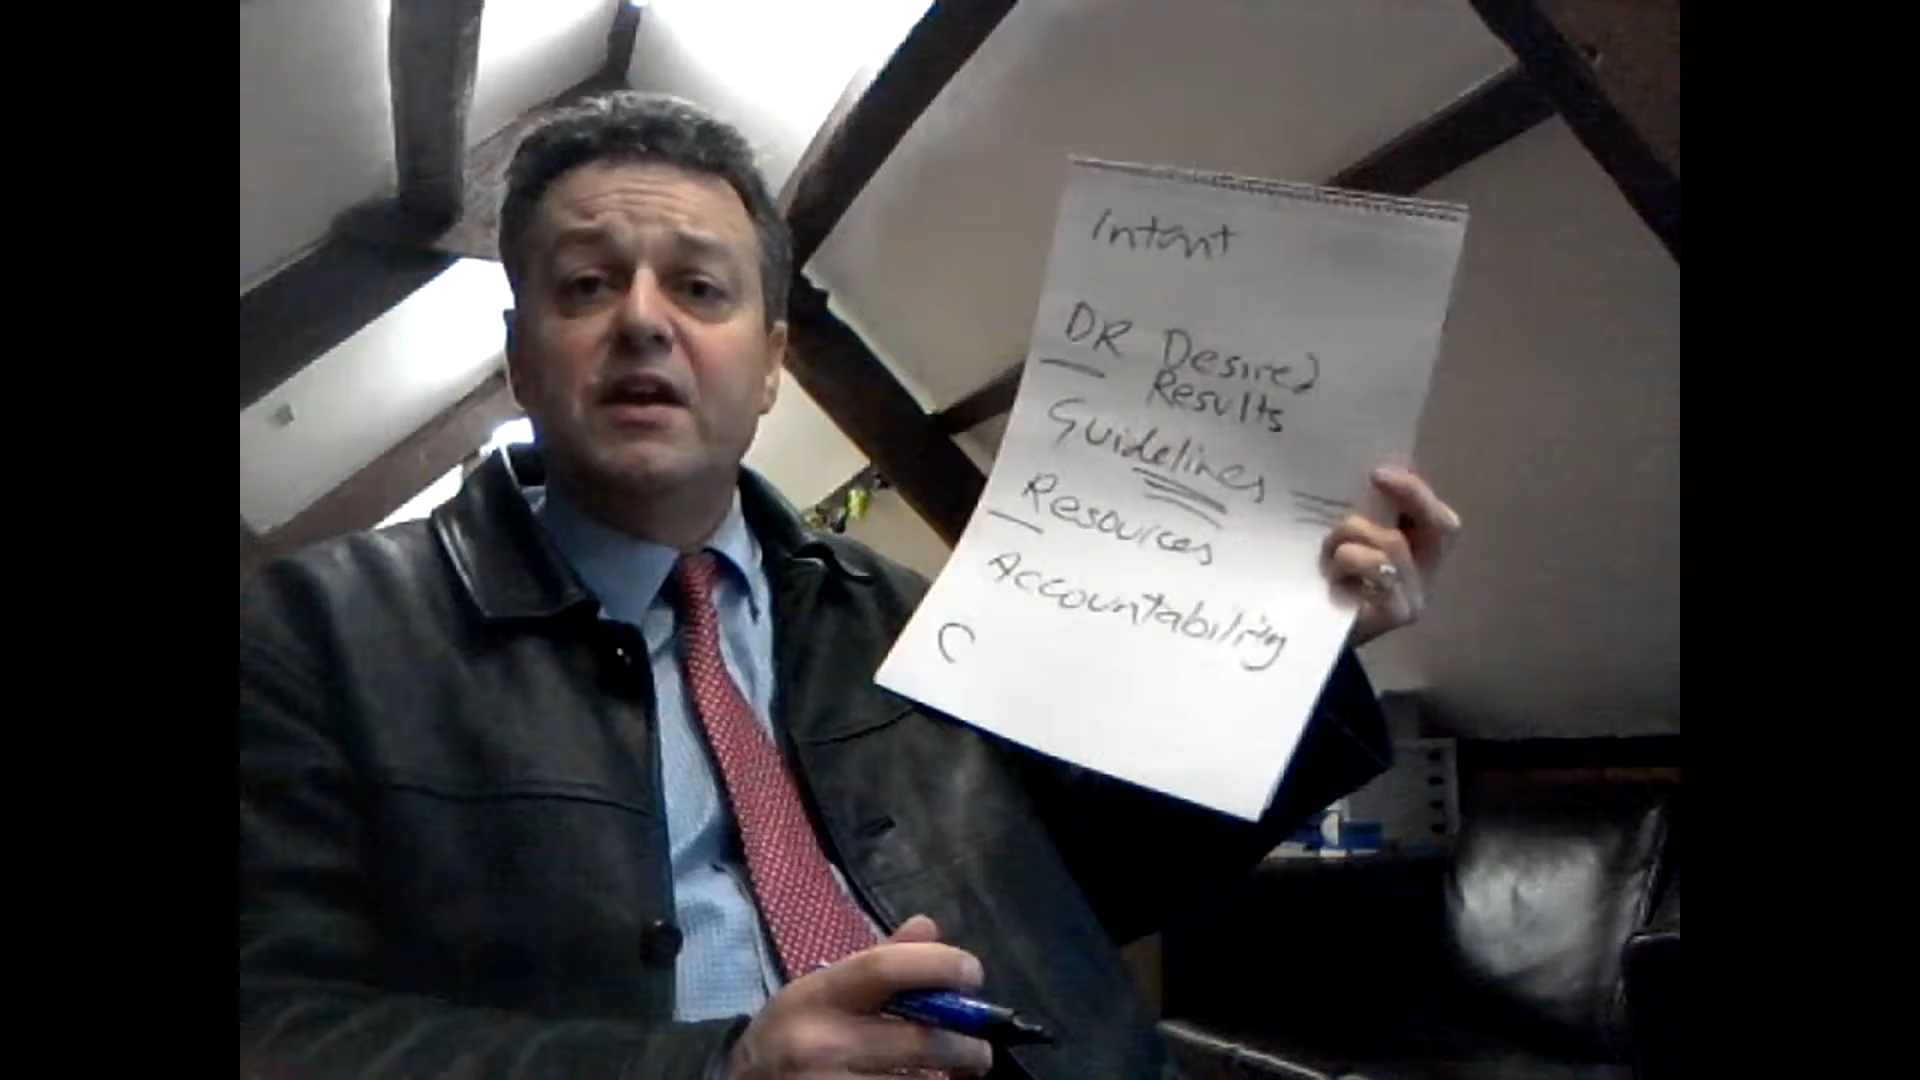 Intent
DR Desired
Results
Guidelines
Resources
Accountability
C